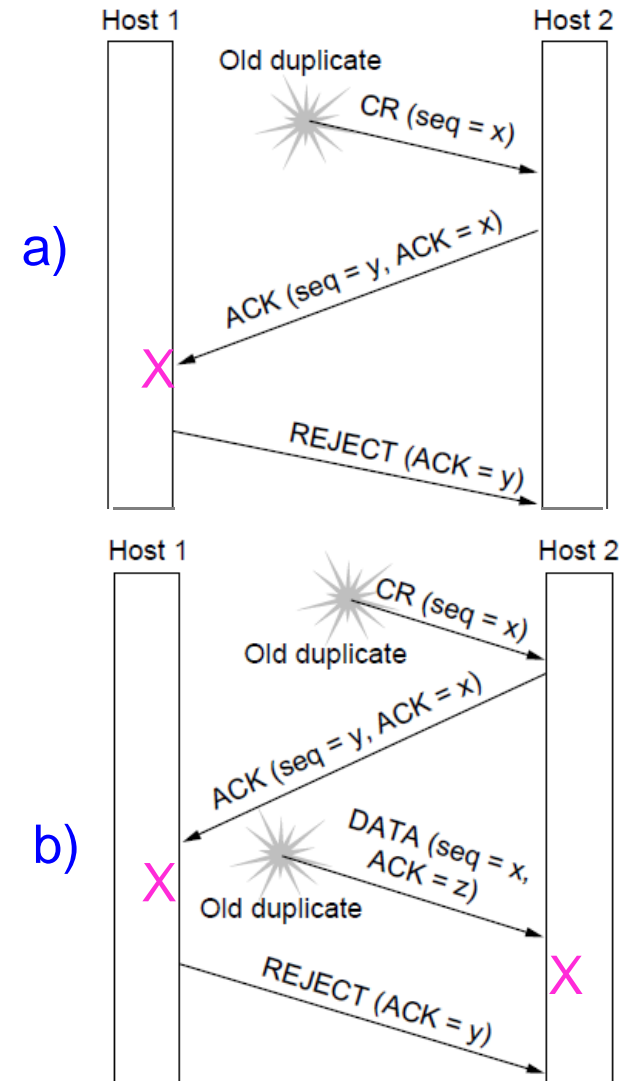 Host 1
Host 2
Old duplicate
CR (seq = x)
a)
ACK (seq = y, ACK = x)
X
REJECT (ACK = y)
Host 1
Host 2
CR (seq = x)
Old duplicate
ACK (seq = y, ACK = x)
b)
DATA (seq = x,
ACK = z)
X
Old duplicate
X
REJECT (ACK = y)